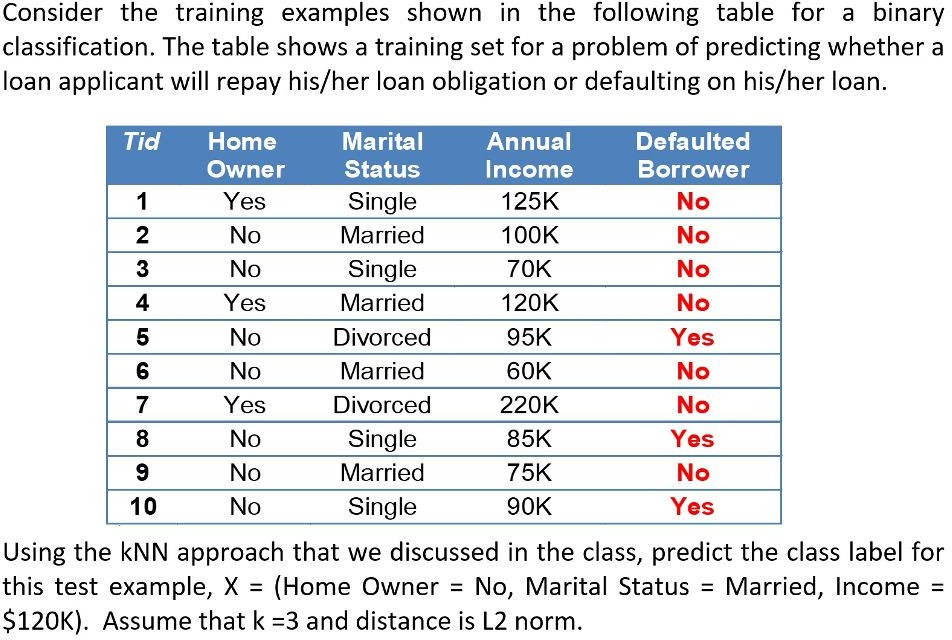 Consider the training examples shown in the following table for a binary
classification. The table shows a training set for a problem of predicting whether a
loan applicant will repay his/her loan obligation or defaulting on his/her loan.
Tid Home Owner Marital Status Annual Income Defaulted Borrower
1 Yes Single 125K No
2 No Married 100K No
3 No Single 70K No
4 Yes Married 120K No
5 No Divorced 95K Yes
6 No Married 60K No
7 Yes Divorced 220K No
8 No Single 85K Yes
9 No Married 75K No
10 No Single 90K Yes
Using the kNN approach that we discussed in the class, predict the class label for
this test example, X = (Home Owner = No, Marital Status = Married, Income =
$120K). Assume that k =3 and distance is L2 norm.